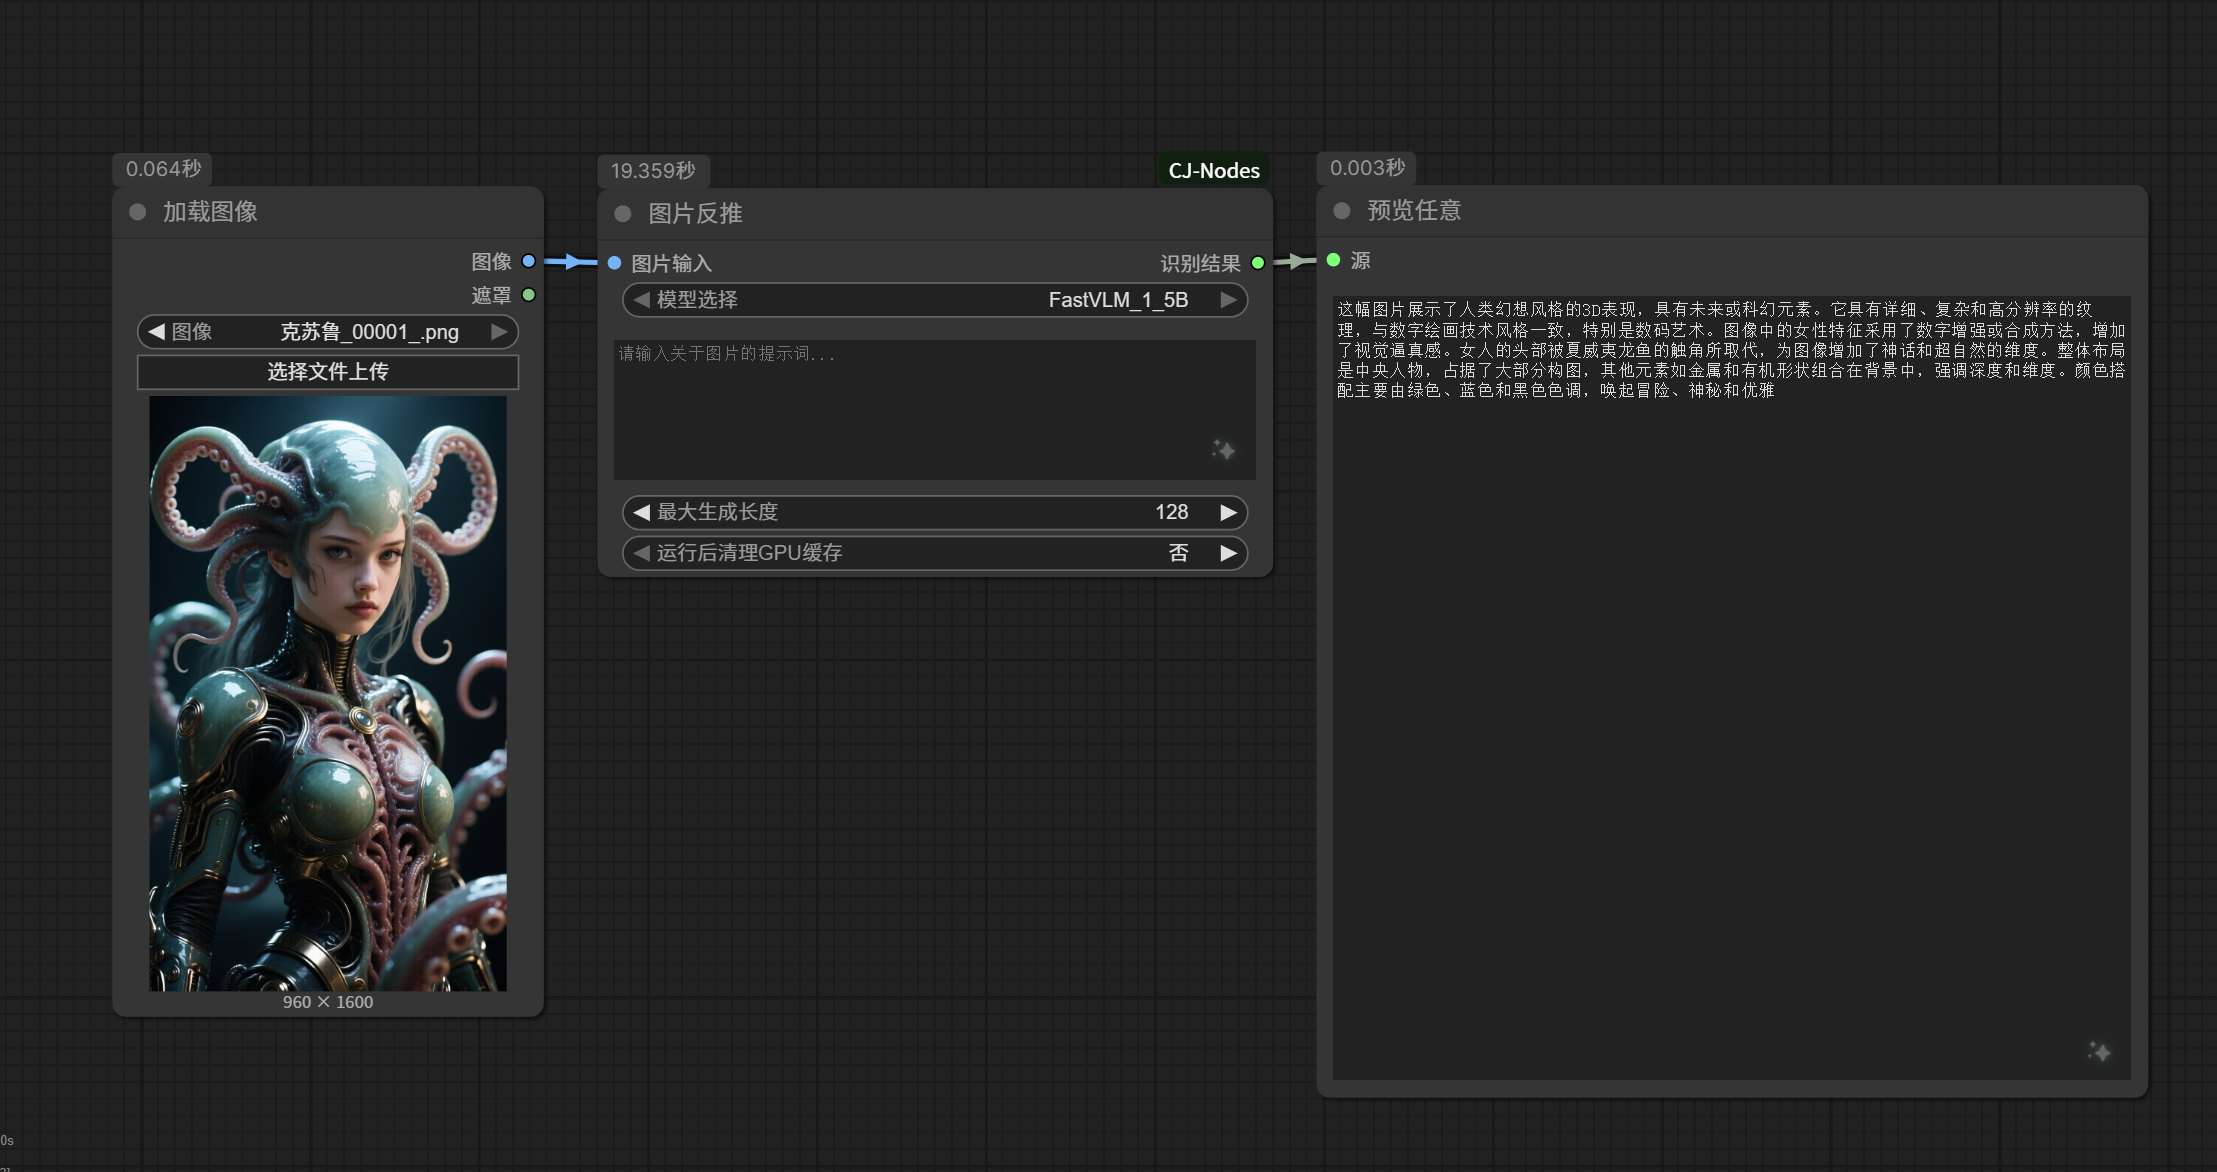 0.064秒
加载图像
图像
遮罩
图像 克苏鲁_00001_.png
选择文件上传
960 × 1600
19.359秒
CJ-Nodes
图片反推
图片输入
识别结果
模型选择 FastVLM_1_5B
请输入关于图片的提示词...
最大生成长度 128
运行后清理GPU缓存 否
0.003秒
预览任意
源
这幅图片展示了人类幻想风格的3D表现，具有未来或科幻元素。它具有详细、复杂和高分辨率的纹
理，与数字绘画技术风格一致，特别是数码艺术。图像中的女性特征采用了数字增强或合成方法，增加
了视觉逼真感。女人的头部被夏威夷龙鱼的触角所取代，为图像增加了神话和超自然的维度。整体布局
是中央人物，占据了大部分构图，其他元素如金属和有机形状组合在背景中，强调深度和维度。颜色搭
配主要由绿色、蓝色和黑色色调，唤起冒险、神秘和优雅
0s